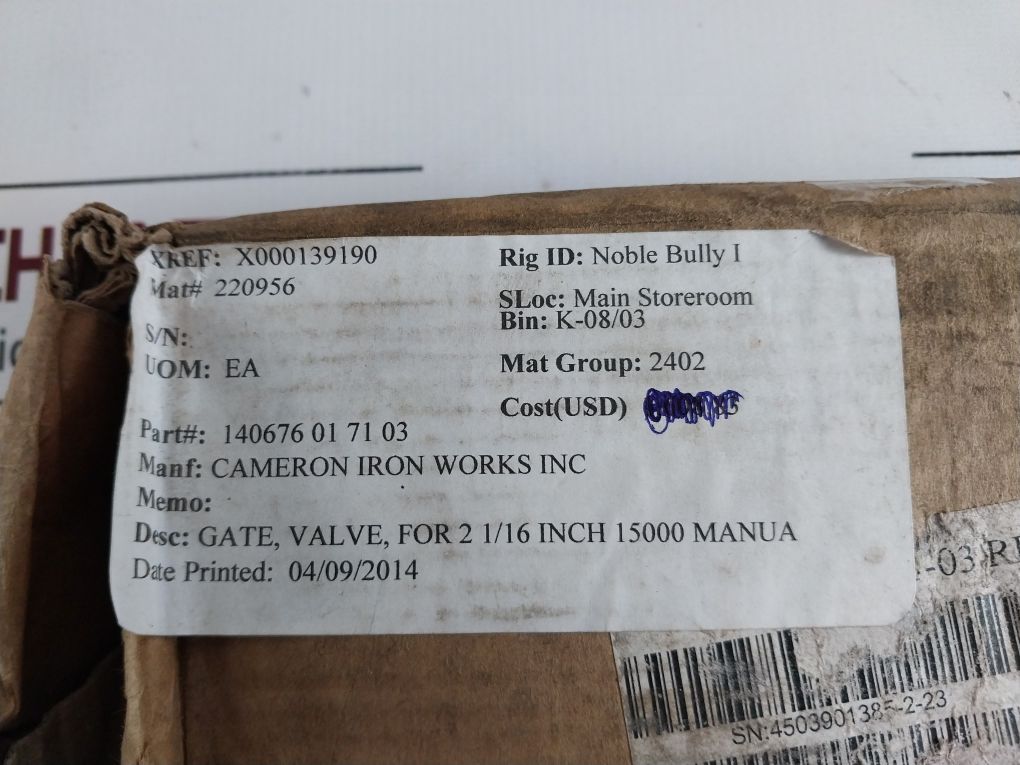 XREF: X000139190
Rig ID: Noble Bully I
Mat# 220956
SLoc: Main Storeroom
Bin: K-08/03
S/N:
UOM: EA
Mat Group: 2402
Cost(USD)
Part#: 140676 01 71 03
Manf: CAMERON IRON WORKS INC
Memo:
Desc: GATE, VALVE, FOR 2 1/16 INCH 15000 MANUA
Date Printed: 04/09/2014
-03
SN:4503901385-2-23